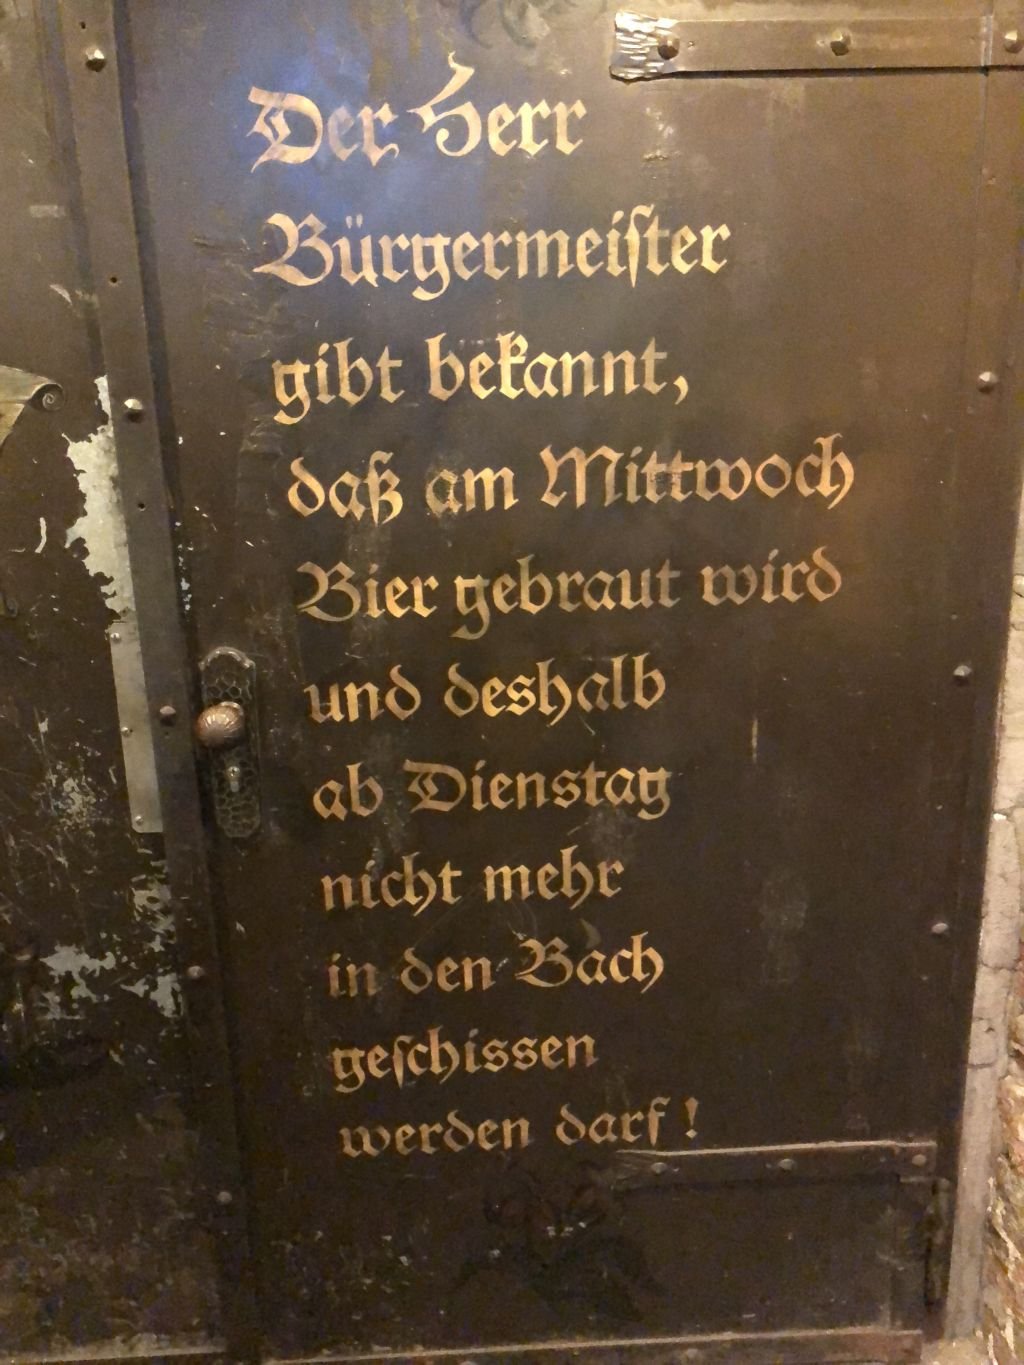 Der Herr
Bürgermeiſter
gibt bekannt,
daß am Mittwoch
Bier gebraut wird
und deshalb
ab Dienstag
nicht mehr
in den Bach
geſchissen
werden darf!